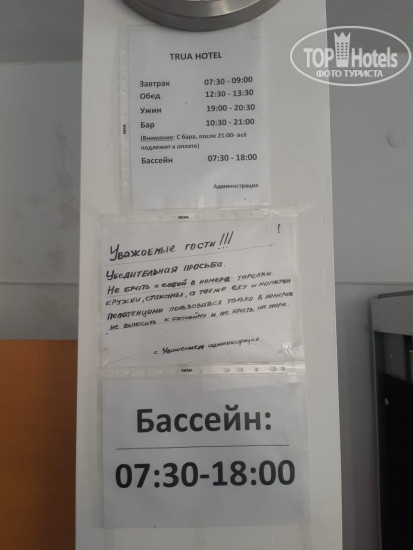 TOP Hotels
ФОТО ТУРИСТА
TRUA HOTEL
Завтрак 07:30 - 09:00
Обед 12:30 - 13:30
Ужин 19:00 - 20:30
Бар 10:30 - 21:00
(Внимание: С бара, после 21:00- всё
подлежит к оплате)
Бассейн 07:30 - 18:00
Администрация
Уважаемые гости!!!
Убедительная просьба.
Не брать с собой в номера: тарелки
кружки, стаканы, а также еду и напитки
Полотенцами пользоваться только в номерах
не выносить к бассейну и не брать на море.
с Уважением администрация
Бассейн:
07:30-18:00